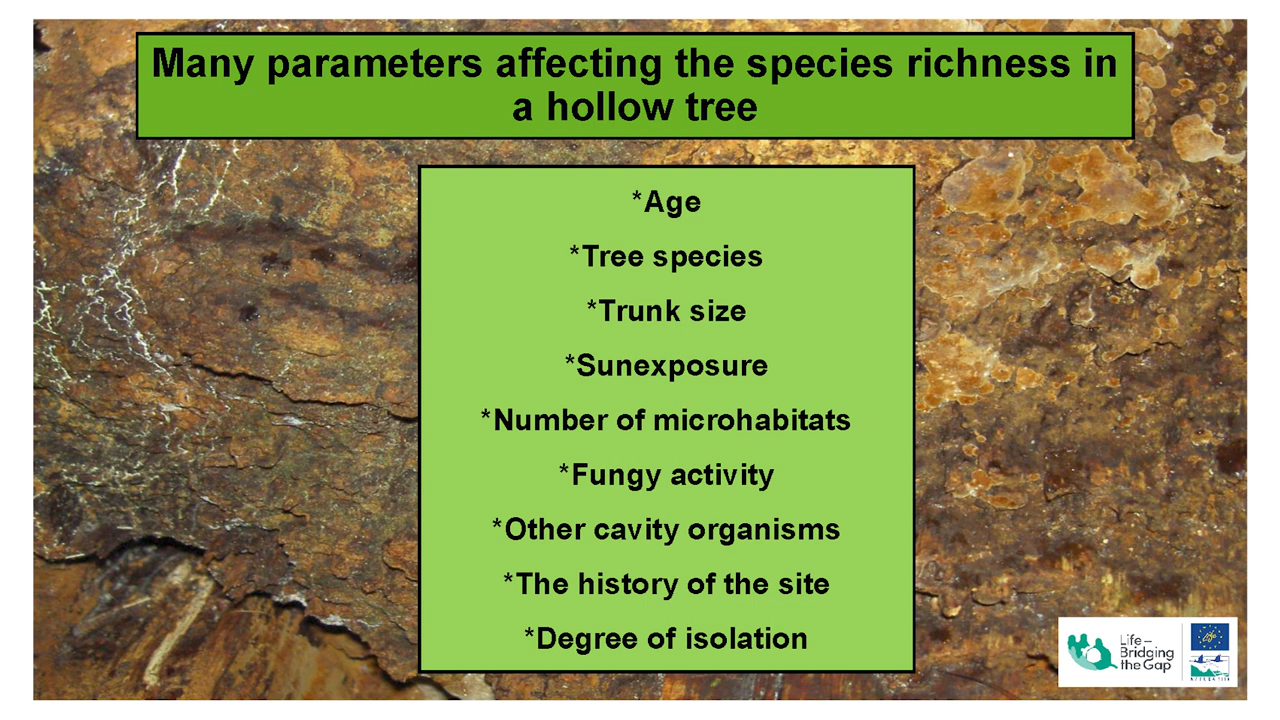 Many parameters affecting the species richness in
a hollow tree
*Age
*Tree species
*Trunk size
*Sunexposure
*Number of microhabitats
*Fungy activity
*Other cavity organisms
*The history of the site
*Degree of isolation
Life –
Bridging
the Gap
Life